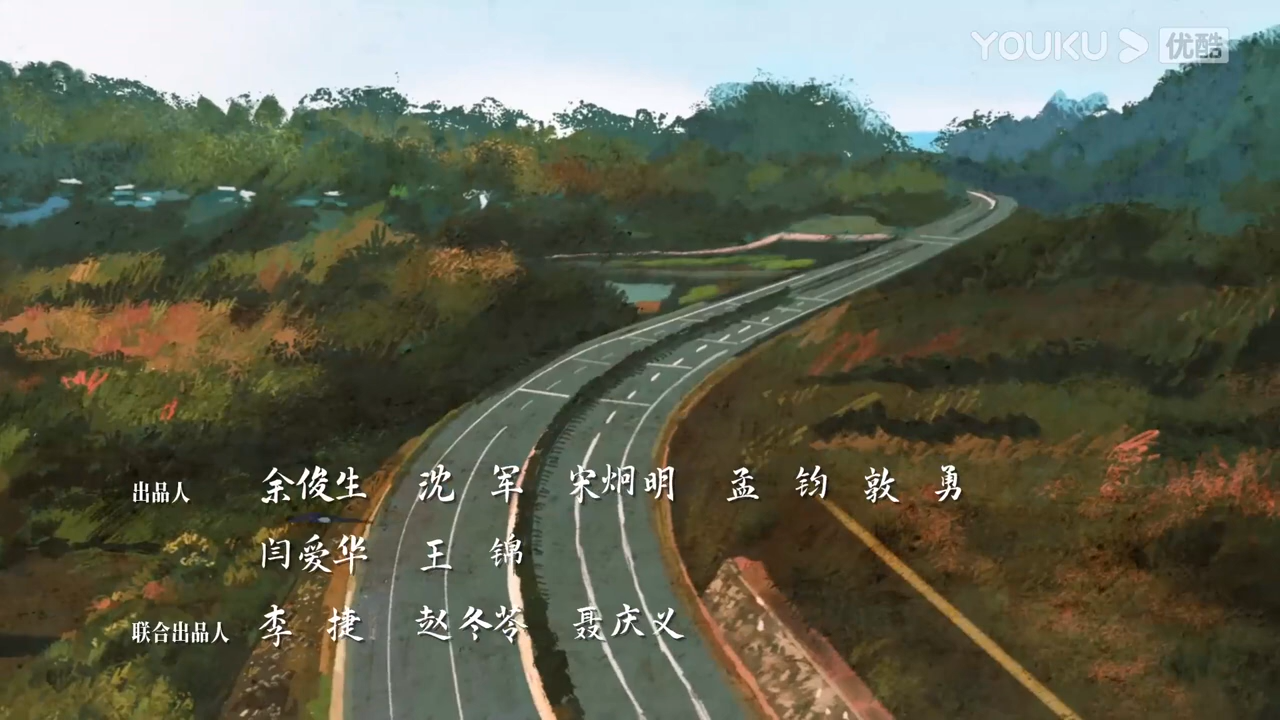 YOUKU 优酷
出品人 余俊生 沈军 宋炯明 孟钧 敦勇
闫爱华 王锦
联合出品人 李捷 赵冬苓 聂庆义